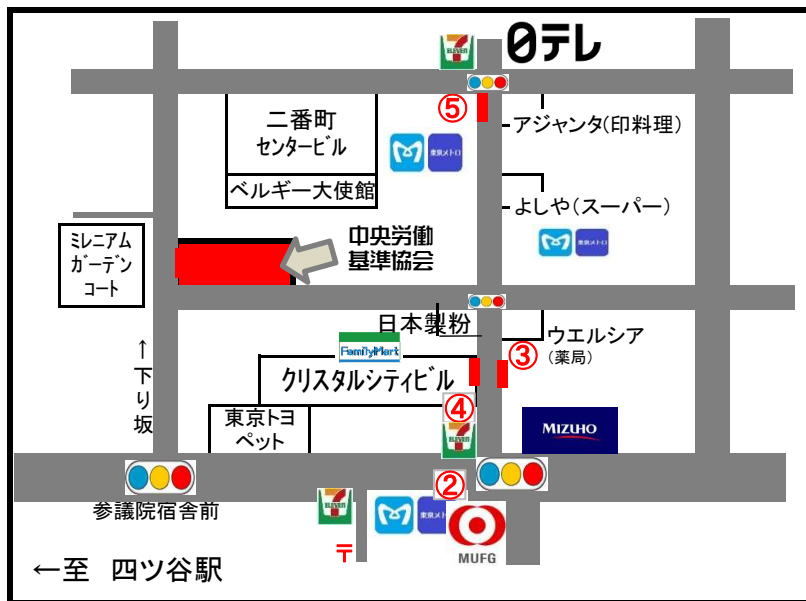 7
ELEVEN
日テレ
⑤
二番町
センタービル
アジャンタ(印料理)
東京メトロ
ベルギー大使館
よしや(スーパー)
中央労働
基準協会
東京メトロ
ミレニアム
ガーデン
コート
日本製粉
ウエルシア
(薬局)
③
FamilyMart
クリスタルシティビル
↑下り坂
④
東京トヨ
ペット
7
ELEVEN
MIZUHO
②
参議院宿舎前
7
ELEVEN
東京メト
MUFG
〒
←至 四ツ谷駅